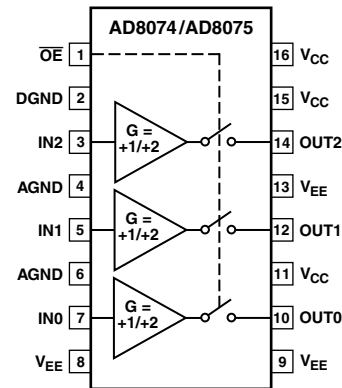 AD8074/AD8075
O̅E̅ 1 16 VCC
DGND 2 15 VCC
IN2 3 G = +1/+2 14 OUT2
AGND 4 13 VEE
IN1 5 G = +1/+2 12 OUT1
AGND 6 11 VCC
IN0 7 G = +1/+2 10 OUT0
VEE 8 9 VEE